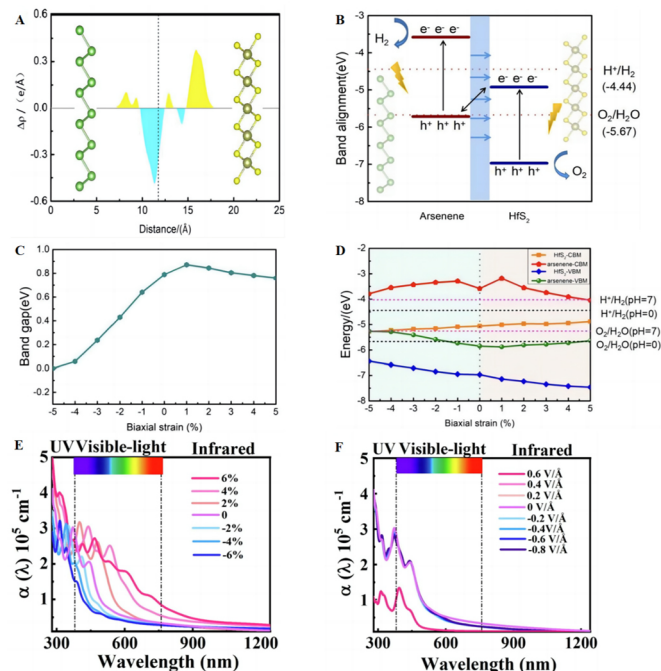 A
Δρ / (e/Å)
0.6
0.3
0.0
-0.3
-0.6
0 5 10 15 20 25
Distance/(Å)
B
Band alignment(eV)
-3
-4
-5
-6
-7
-8
H₂
e⁻ e⁻ e⁻
e⁻ e⁻ e⁻
h⁺ h⁺ h⁺
h⁺ h⁺ h⁺
O₂
H⁺/H₂
(-4.44)
O₂/H₂O
(-5.67)
Arsenene HfS₂
C
Band gap(eV)
1.0
0.8
0.6
0.4
0.2
0.0
-5 -4 -3 -2 -1 0 1 2 3 4 5
Biaxial strain (%)
D
Energy/(eV)
-1
-2
-3
-4
-5
-6
-7
-8
HfS₂-CBM
arsenene-CBM
HfS₂-VBM
arsenene-VBM
H⁺/H₂(pH=7)
H⁺/H₂(pH=0)
O₂/H₂O(pH=7)
O₂/H₂O(pH=0)
-5 -4 -3 -2 -1 0 1 2 3 4 5
Biaxial strain (%)
E
UV Visible-light Infrared
α (λ) 10⁵ cm⁻¹
5
4
3
2
1
6%
4%
2%
0
-2%
-4%
-6%
300 600 900 1200
Wavelength (nm)
F
UV Visible-light Infrared
α (λ) 10⁵ cm⁻¹
5
4
3
2
1
0.6 V/Å
0.4 V/Å
0.2 V/Å
0 V/Å
-0.2 V/Å
-0.4V/Å
-0.6 V/Å
-0.8 V/Å
300 600 900 1200
Wavelength (nm)